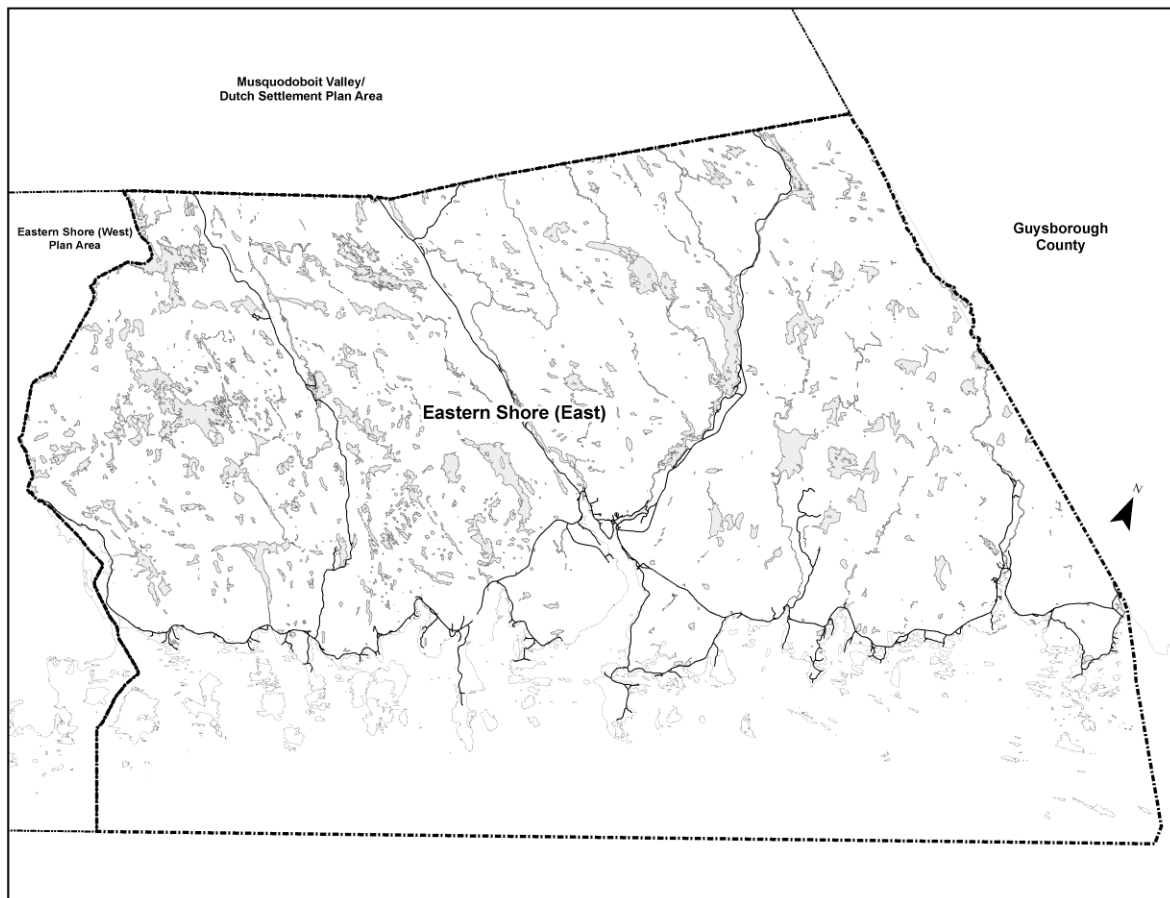 Musquodoboit Valley/
Dutch Settlement Plan Area
Eastern Shore (West)
Plan Area
Guysborough
County
Eastern Shore (East)
N